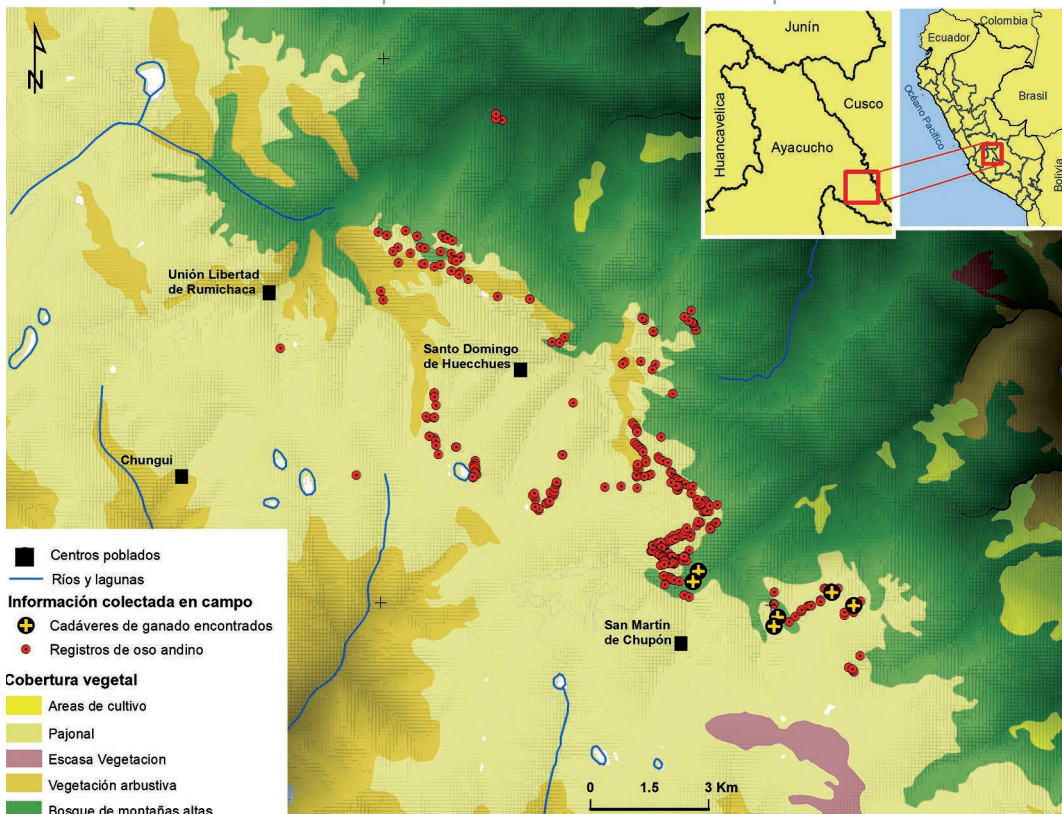 N
Junín
Huancavelica
Cusco
Ayacucho
Colombia
Ecuador
Brasil
Océano Pacífico
Bolivia
Unión Libertad
de Rumichaca
Santo Domingo
de Huecchues
Chungui
San Martín
de Chupón
Centros poblados
Ríos y lagunas
Información colectada en campo
Cadáveres de ganado encontrados
Registros de oso andino
Cobertura vegetal
Areas de cultivo
Pajonal
Escasa Vegetacion
Vegetación arbustiva
Bosque de montañas altas
0 1.5 3 Km